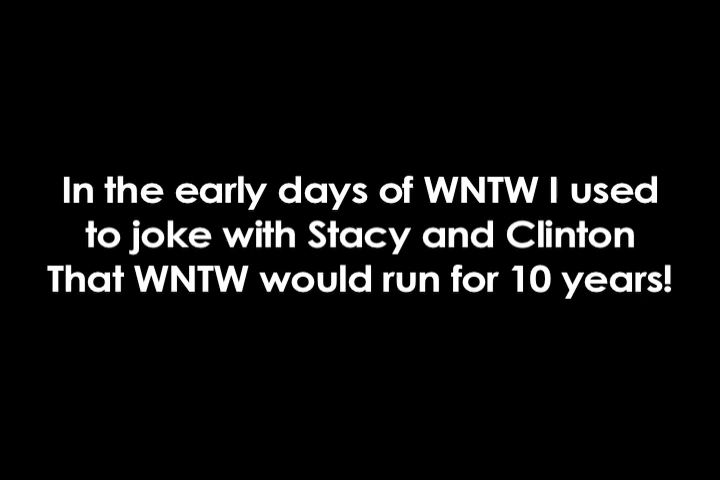 In the early days of WNTW I used
to joke with Stacy and Clinton
That WNTW would run for 10 years!